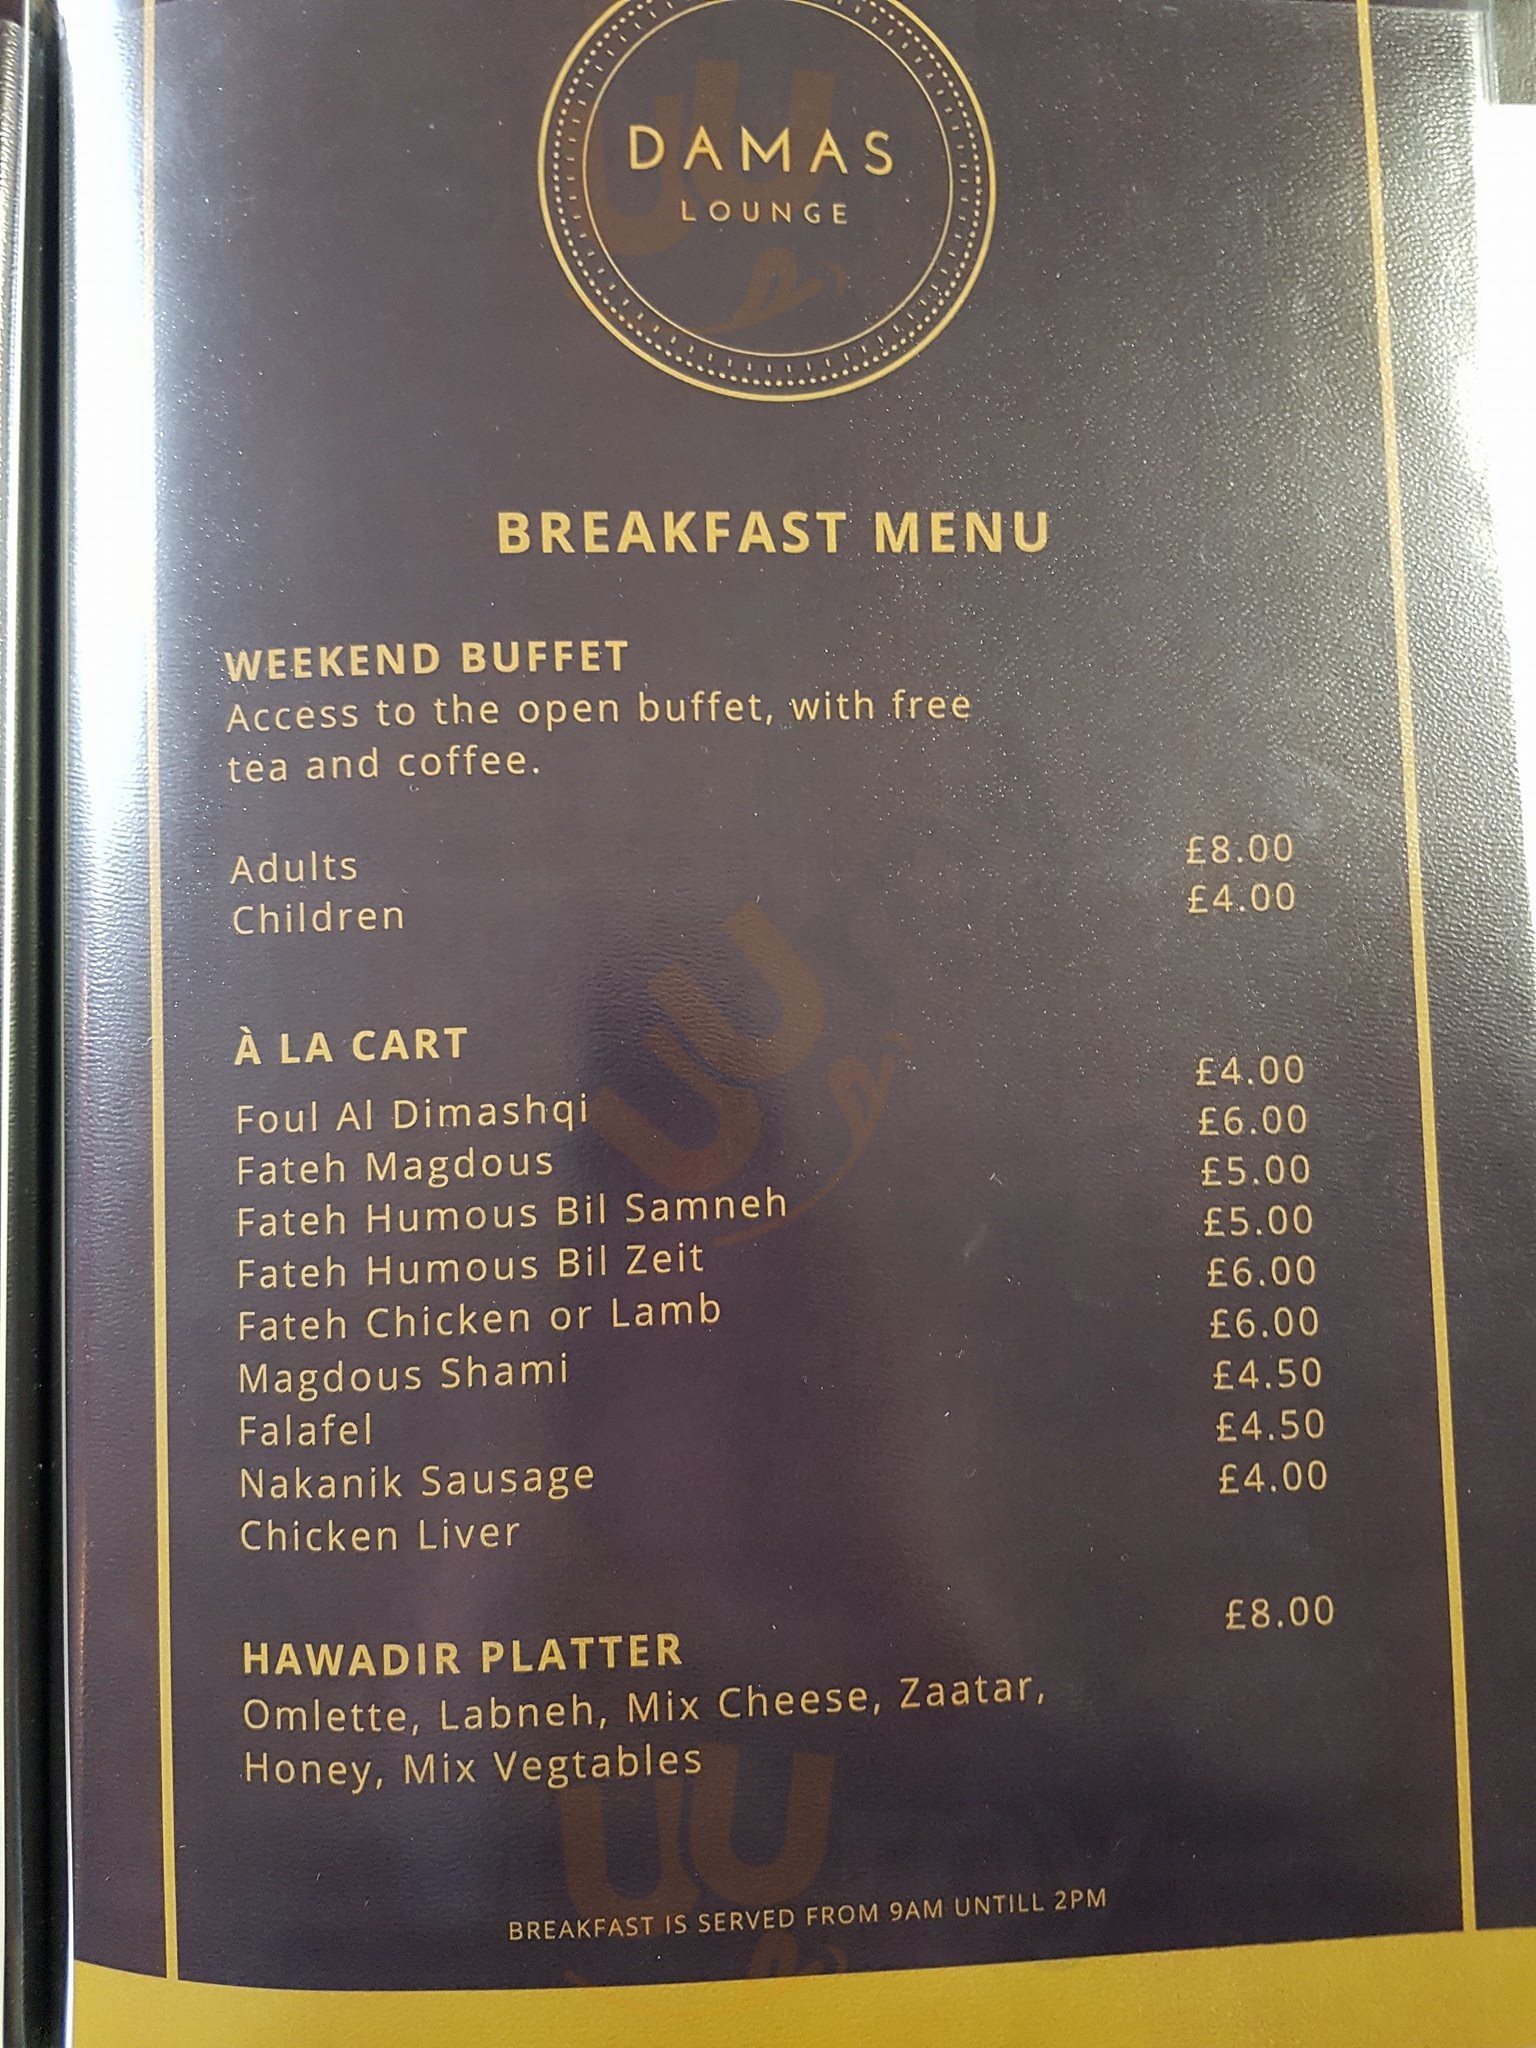 DAMAS
LOUNGE
BREAKFAST MENU
WEEKEND BUFFET
Access to the open buffet, with free
tea and coffee.
Adults £8.00
Children £4.00
À LA CART
Foul Al Dimashqi £4.00
Fateh Magdous £6.00
Fateh Humous Bil Samneh £5.00
Fateh Humous Bil Zeit £5.00
Fateh Chicken or Lamb £6.00
Magdous Shami £6.00
Falafel £4.50
Nakanik Sausage £4.50
Chicken Liver £4.00
HAWADIR PLATTER £8.00
Omlette, Labneh, Mix Cheese, Zaatar,
Honey, Mix Vegtables
BREAKFAST IS SERVED FROM 9AM UNTILL 2PM